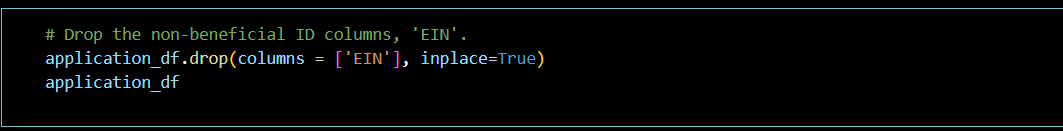 # Drop the non-beneficial ID columns, 'EIN'.
application_df.drop(columns = ['EIN'], inplace=True)
application_df